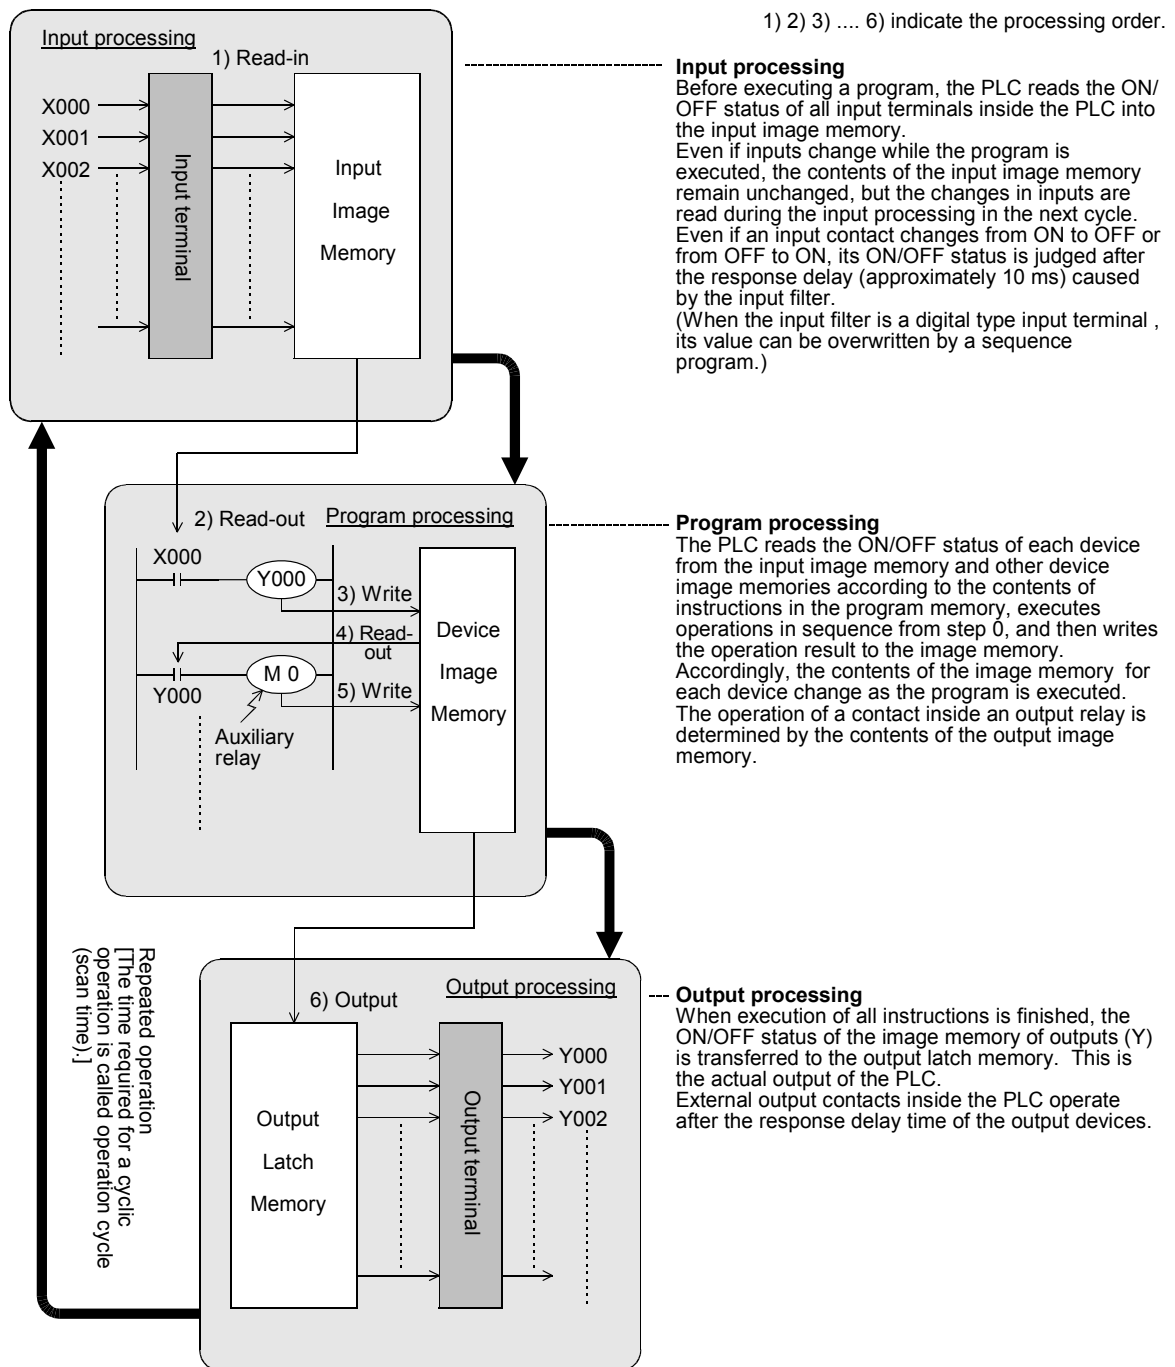 1) 2) 3) .... 6) indicate the processing order.
Input processing
1) Read-in
X000
X001
X002
Input terminal
Input
Image
Memory
Input processing
Before executing a program, the PLC reads the ON/
OFF status of all input terminals inside the PLC into
the input image memory.
Even if inputs change while the program is
executed, the contents of the input image memory
remain unchanged, but the changes in inputs are
read during the input processing in the next cycle.
Even if an input contact changes from ON to OFF or
from OFF to ON, its ON/OFF status is judged after
the response delay (approximately 10 ms) caused
by the input filter.
(When the input filter is a digital type input terminal ,
its value can be overwritten by a sequence
program.)
2) Read-out
Program processing
X000
Y000
3) Write
4) Read-
out
Y000
M 0
5) Write
Auxiliary
relay
Device
Image
Memory
Program processing
The PLC reads the ON/OFF status of each device
from the input image memory and other device
image memories according to the contents of
instructions in the program memory, executes
operations in sequence from step 0, and then writes
the operation result to the image memory.
Accordingly, the contents of the image memory for
each device change as the program is executed.
The operation of a contact inside an output relay is
determined by the contents of the output image
memory.
Repeated operation
[The time required for a cyclic
operation is called operation cycle
(scan time).]
6) Output
Output processing
Output
Latch
Memory
Output terminal
Y000
Y001
Y002
Output processing
When execution of all instructions is finished, the
ON/OFF status of the image memory of outputs (Y)
is transferred to the output latch memory. This is
the actual output of the PLC.
External output contacts inside the PLC operate
after the response delay time of the output devices.